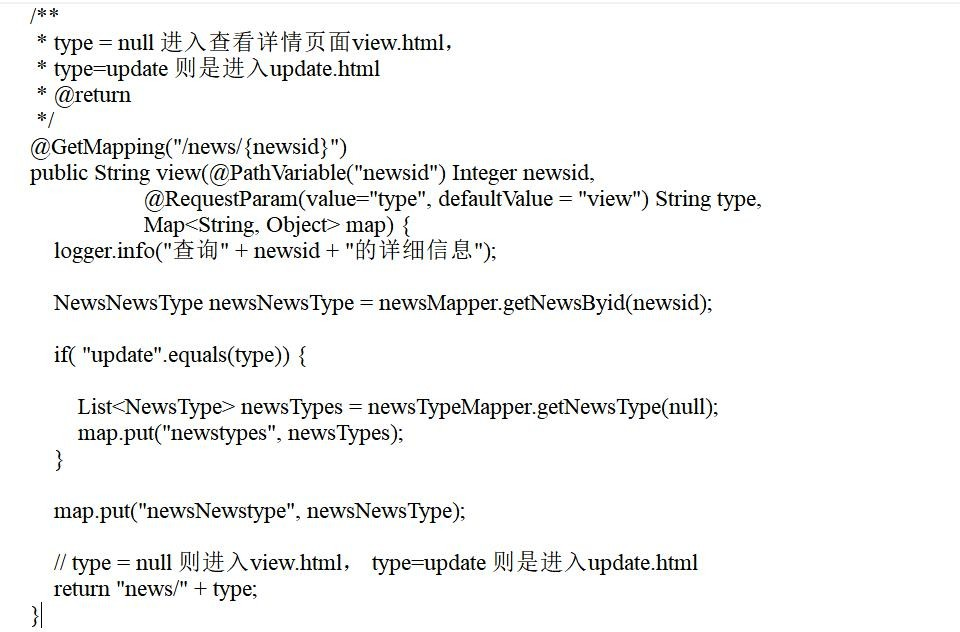 /**
* type = null 进入查看详情页面view.html，
* type=update 则是进入update.html
* @return
*/
@GetMapping("/news/{newsid}")
public String view(@PathVariable("newsid") Integer newsid,
@RequestParam(value="type", defaultValue = "view") String type,
Map<String, Object> map) {
logger.info("查询" + newsid + "的详细信息");
NewsNewsType newsNewsType = newsMapper.getNewsByid(newsid);
if( "update".equals(type)) {
List<NewsType> newsTypes = newsTypeMapper.getNewsType(null);
map.put("newstypes", newsTypes);
}
map.put("newsNewstype", newsNewsType);
// type = null 则进入view.html， type=update 则是进入update.html
return "news/" + type;
}